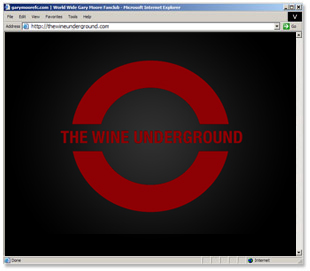 garymoorefc.com | World Wide Gary Moore Fanclub - Microsoft Internet Explorer
File Edit View Favorites Tools Help
Address http://thewineunderground.com Go
THE WINE UNDERGROUND
Done Internet